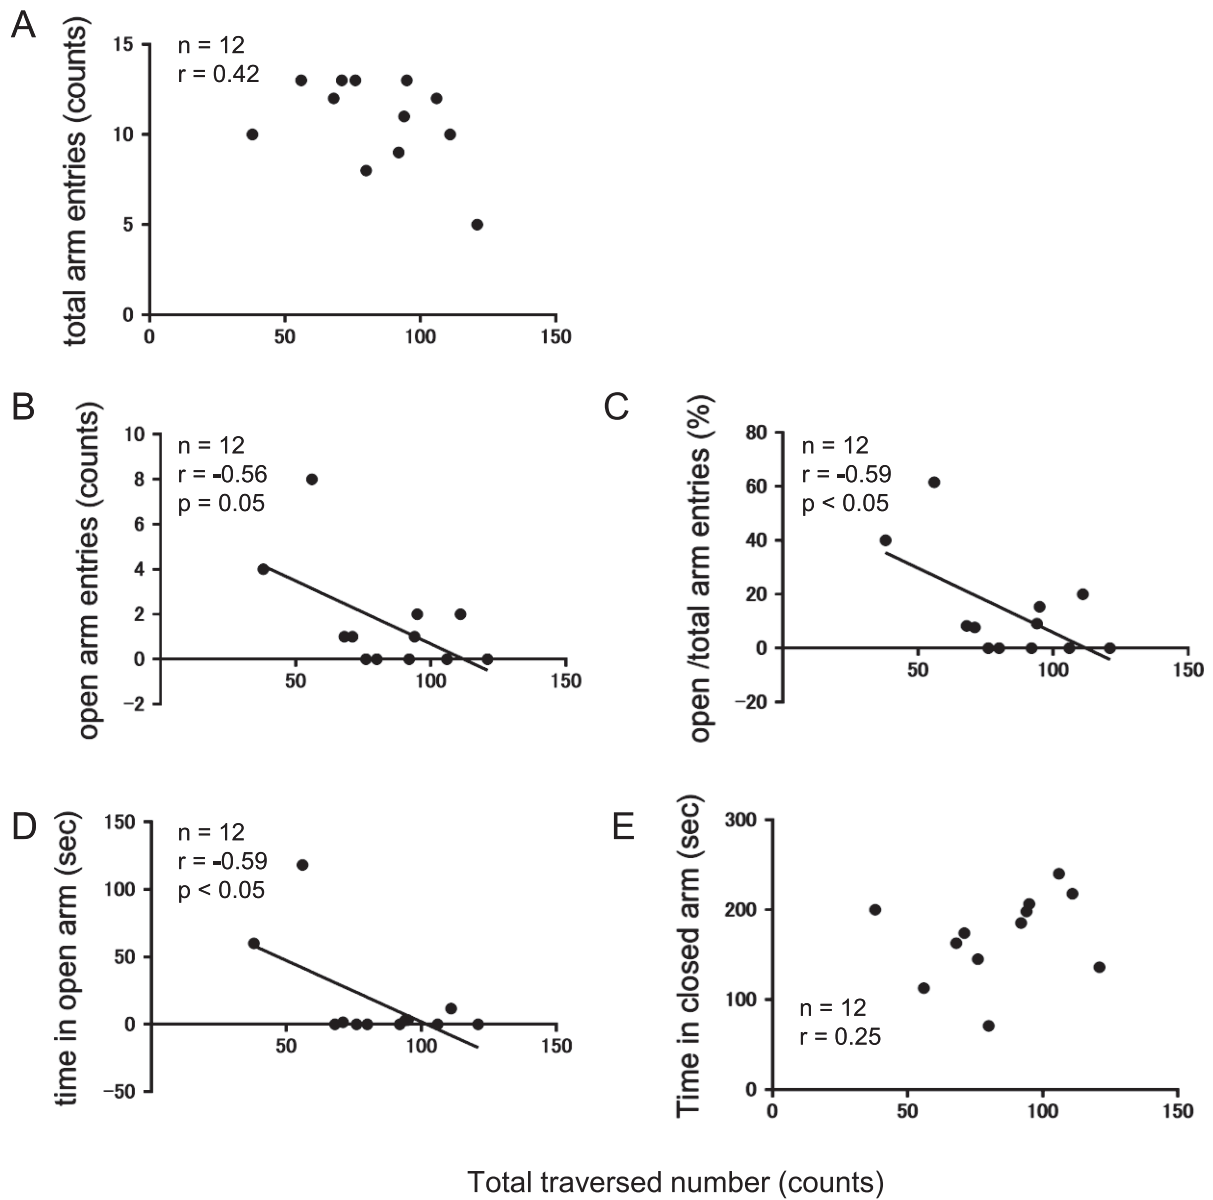 A
total arm entries (counts)
n = 12
r = 0.42
15
10
5
0
0
50
100
150
B
open arm entries (counts)
n = 12
r = -0.56
p = 0.05
10
8
6
4
2
0
−2
50
100
150
C
open /total arm entries (%)
n = 12
r = -0.59
p < 0.05
80
60
40
20
0
−20
50
100
150
D
time in open arm (sec)
n = 12
r = -0.59
p < 0.05
150
100
50
0
−50
50
100
150
E
Time in closed arm (sec)
300
200
100
0
n = 12
r = 0.25
0
50
100
150
Total traversed number (counts)